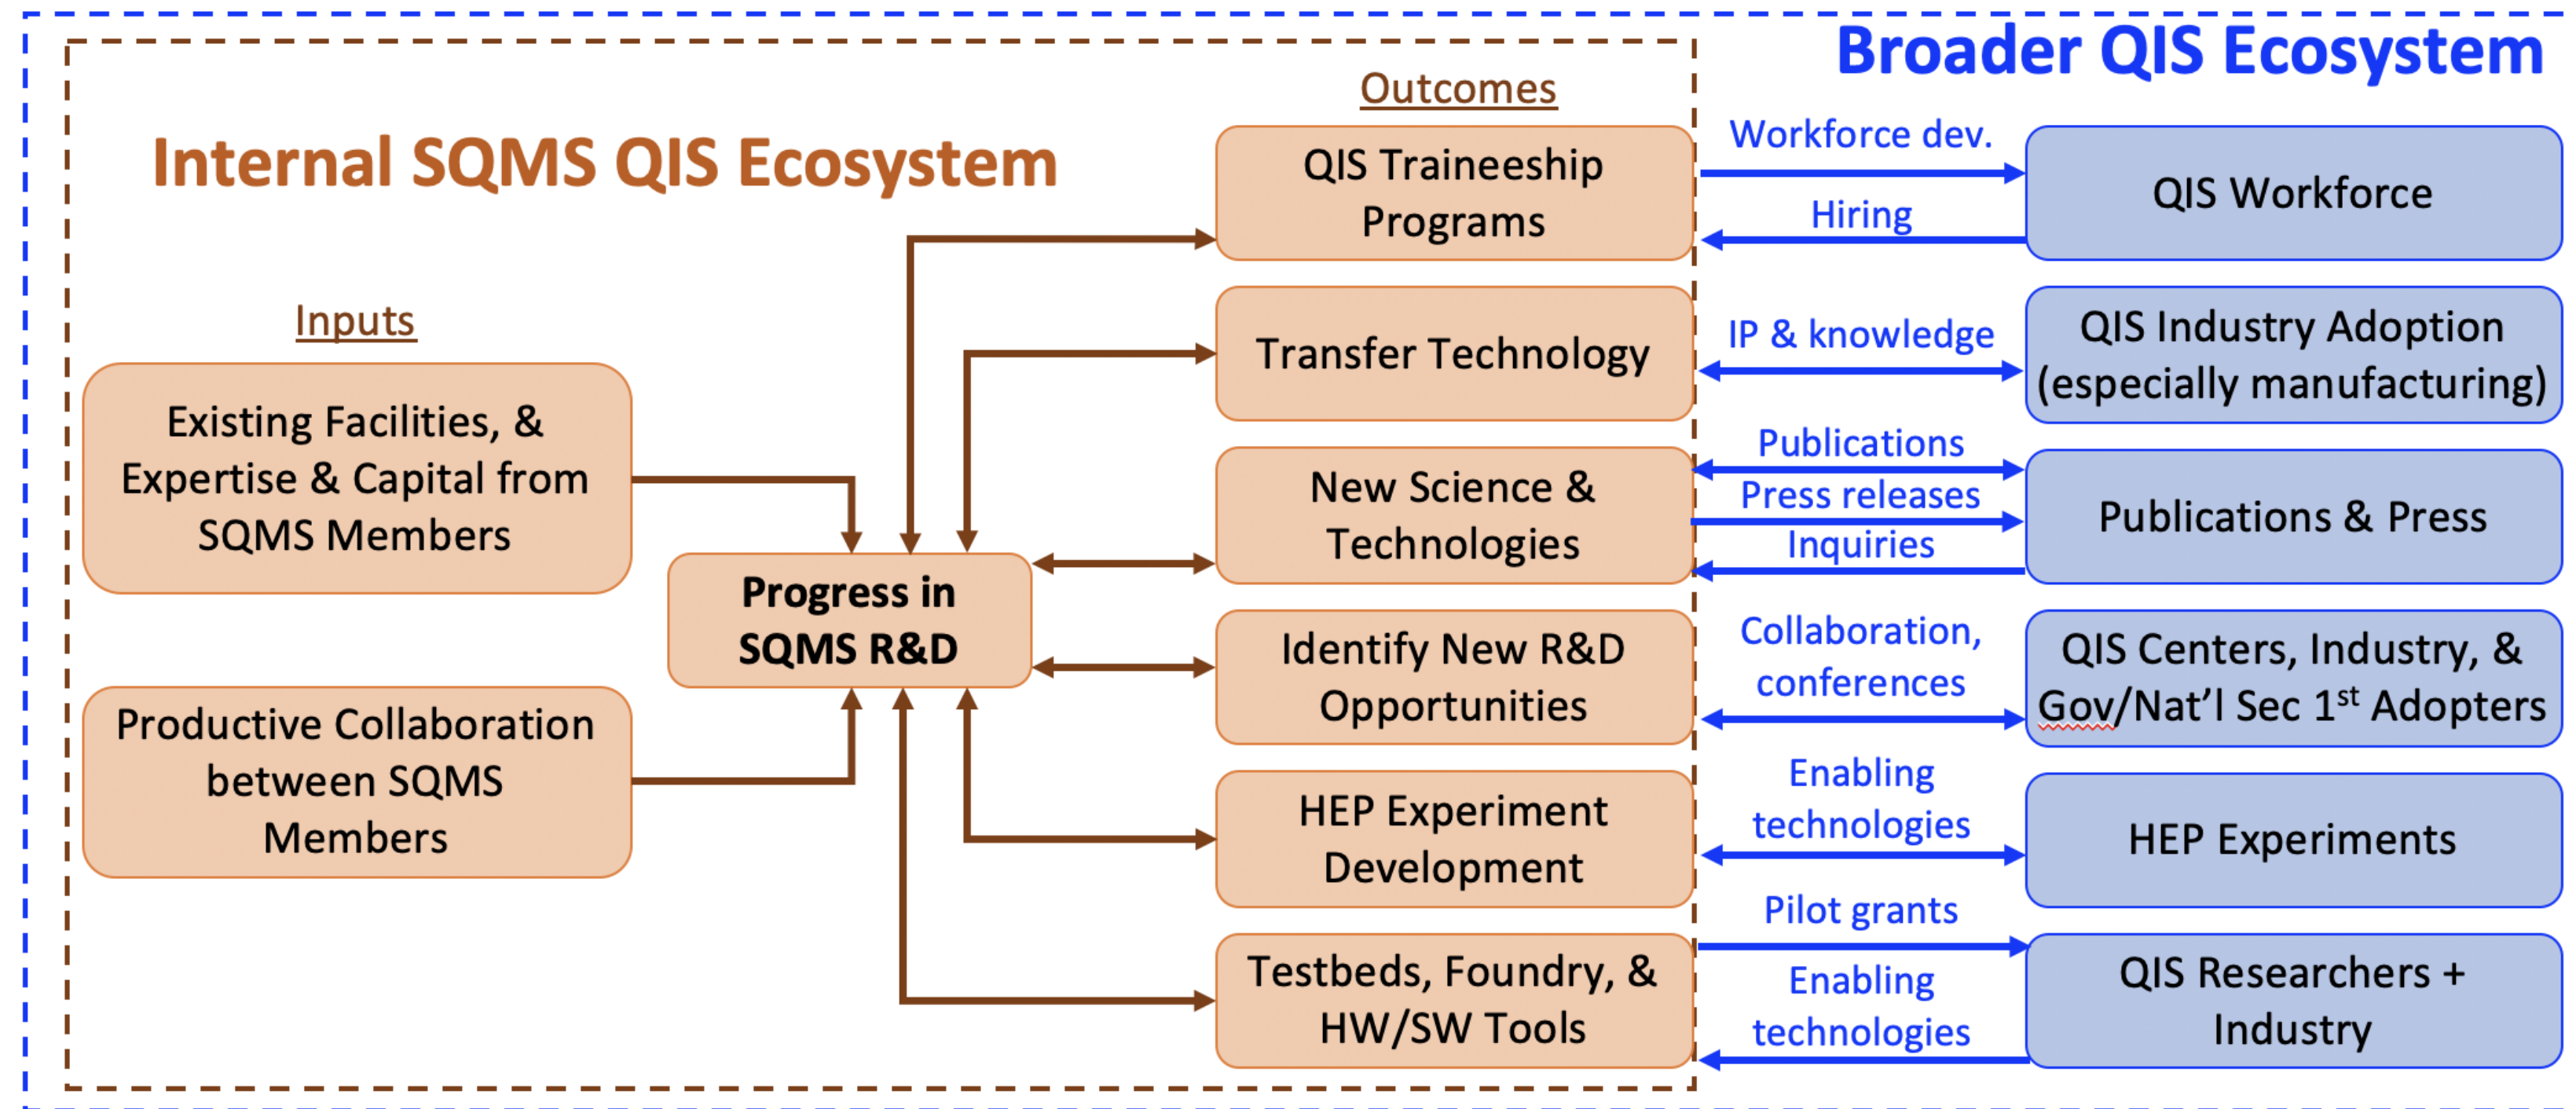 Broader QIS Ecosystem
Internal SQMS QIS Ecosystem
Inputs
Existing Facilities, &
Expertise & Capital from
SQMS Members
Productive Collaboration
between SQMS
Members
Progress in
SQMS R&D
Outcomes
QIS Traineeship
Programs
Transfer Technology
New Science &
Technologies
Identify New R&D
Opportunities
HEP Experiment
Development
Testbeds, Foundry, &
HW/SW Tools
Workforce dev.
Hiring
IP & knowledge
Publications
Press releases
Inquiries
Collaboration,
conferences
Enabling
technologies
Pilot grants
Enabling
technologies
QIS Workforce
QIS Industry Adoption
(especially manufacturing)
Publications & Press
QIS Centers, Industry, &
Gov/Nat’l Sec 1st Adopters
HEP Experiments
QIS Researchers +
Industry